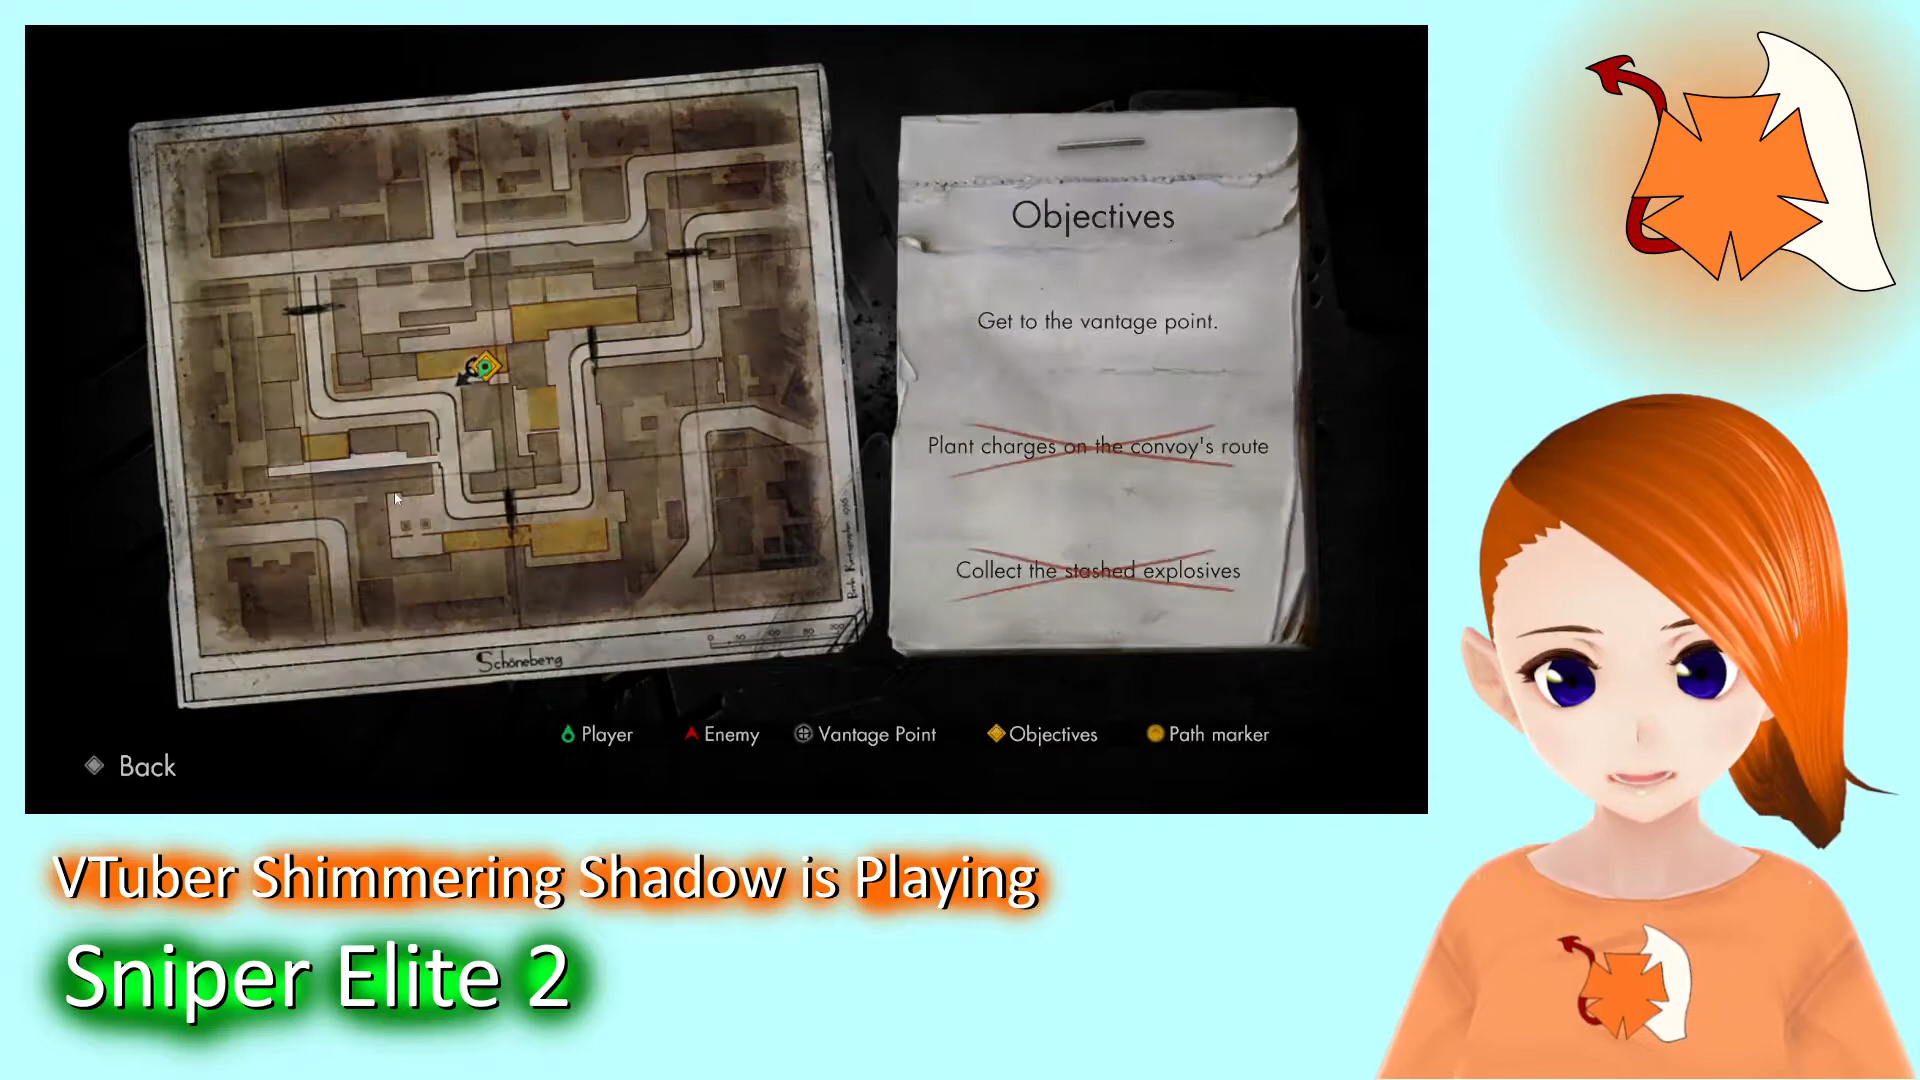 Objectives
Get to the vantage point.
Plant charges on the convoy's route
Collect the stashed explosives
Schöneberg
Player
Enemy
Vantage Point
Objectives
Path marker
Back
VTuber Shimmering Shadow is Playing
Sniper Elite 2